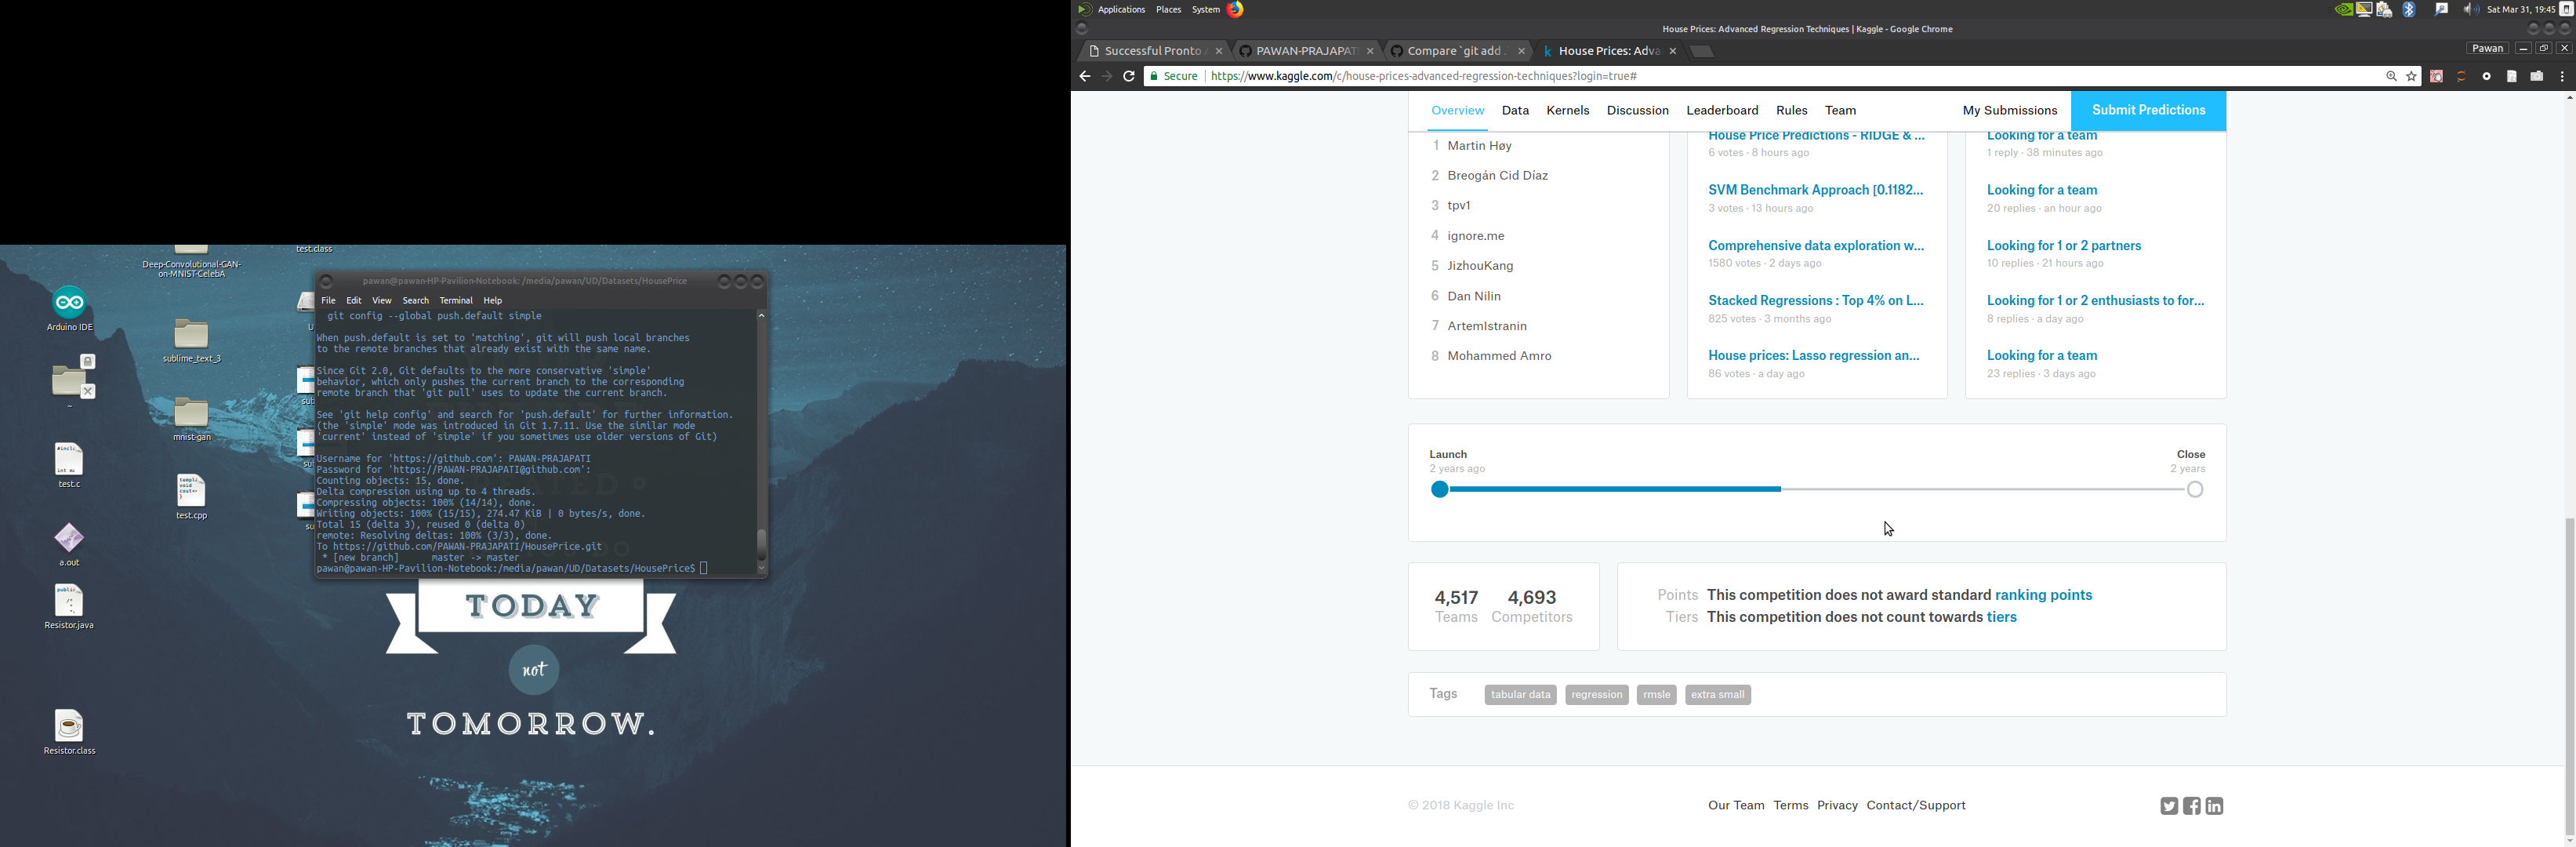 test.class
Deep-Convolutional-GAN-
on-MNIST-CelebA
Arduino IDE
sublime_text_3
~
mnist-gan
#incl
int m
test.c
templ
void
cout<
}
test.cpp
a.out
public
Resistor.java
Resistor.class
U
sub
su
su
pawan@pawan-HP-Pavilion-Notebook: /media/pawan/UD/Datasets/HousePrice
File Edit View Search Terminal Help
git config --global push.default simple
When push.default is set to 'matching', git will push local branches
to the remote branches that already exist with the same name.
Since Git 2.0, Git defaults to the more conservative 'simple'
behavior, which only pushes the current branch to the corresponding
remote branch that 'git pull' uses to update the current branch.
See 'git help config' and search for 'push.default' for further information.
(the 'simple' mode was introduced in Git 1.7.11. Use the similar mode
'current' instead of 'simple' if you sometimes use older versions of Git)
Username for 'https://github.com': PAWAN-PRAJAPATI
Password for 'https://PAWAN-PRAJAPATI@github.com':
Counting objects: 15, done.
Delta compression using up to 4 threads.
Compressing objects: 100% (14/14), done.
Writing objects: 100% (15/15), 274.47 KiB | 0 bytes/s, done.
Total 15 (delta 3), reused 0 (delta 0)
remote: Resolving deltas: 100% (3/3), done.
To https://github.com/PAWAN-PRAJAPATI/HousePrice.git
* [new branch] master -> master
pawan@pawan-HP-Pavilion-Notebook:/media/pawan/UD/Datasets/HousePrice$
TODAY
not
TOMORROW.
Applications Places System
Sat Mar 31, 19:45
House Prices: Advanced Regression Techniques | Kaggle - Google Chrome
Successful Pronto A
PAWAN-PRAJAPAT
Compare `git add .`
House Prices: Adva
Pawan
Secure https://www.kaggle.com/c/house-prices-advanced-regression-techniques?login=true#
Overview Data Kernels Discussion Leaderboard Rules Team My Submissions Submit Predictions
1 Martin Høy
2 Breogán Cid Díaz
3 tpv1
4 ignore.me
5 JizhouKang
6 Dan Nilin
7 ArtemIstranin
8 Mohammed Amro
House Price Predictions - RIDGE & ...
6 votes · 8 hours ago
SVM Benchmark Approach [0.1182...
3 votes · 13 hours ago
Comprehensive data exploration w...
1580 votes · 2 days ago
Stacked Regressions : Top 4% on L...
825 votes · 3 months ago
House prices: Lasso regression an...
86 votes · a day ago
Looking for a team
1 reply · 38 minutes ago
Looking for a team
20 replies · an hour ago
Looking for 1 or 2 partners
10 replies · 21 hours ago
Looking for 1 or 2 enthusiasts to for...
8 replies · a day ago
Looking for a team
23 replies · 3 days ago
Launch
2 years ago
Close
2 years
4,517
Teams
4,693
Competitors
Points This competition does not award standard ranking points
Tiers This competition does not count towards tiers
Tags tabular data regression rmsle extra small
© 2018 Kaggle Inc
Our Team Terms Privacy Contact/Support